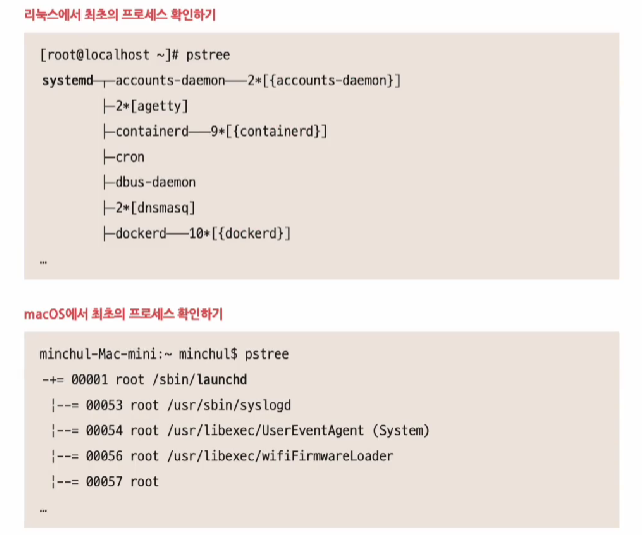 리눅스에서 최초의 프로세스 확인하기
[root@localhost ~]# pstree
systemd─┬─accounts-daemon───2*[{accounts-daemon}]
├─2*[agetty]
├─containerd───9*[{containerd}]
├─cron
├─dbus-daemon
├─2*[dnsmasq]
├─dockerd───10*[{dockerd}]
…
macOS에서 최초의 프로세스 확인하기
minchul-Mac-mini:~ minchul$ pstree
-+= 00001 root /sbin/launchd
¦--= 00053 root /usr/sbin/syslogd
¦--= 00054 root /usr/libexec/UserEventAgent (System)
¦--= 00056 root /usr/libexec/wifiFirmwareLoader
¦--= 00057 root
…